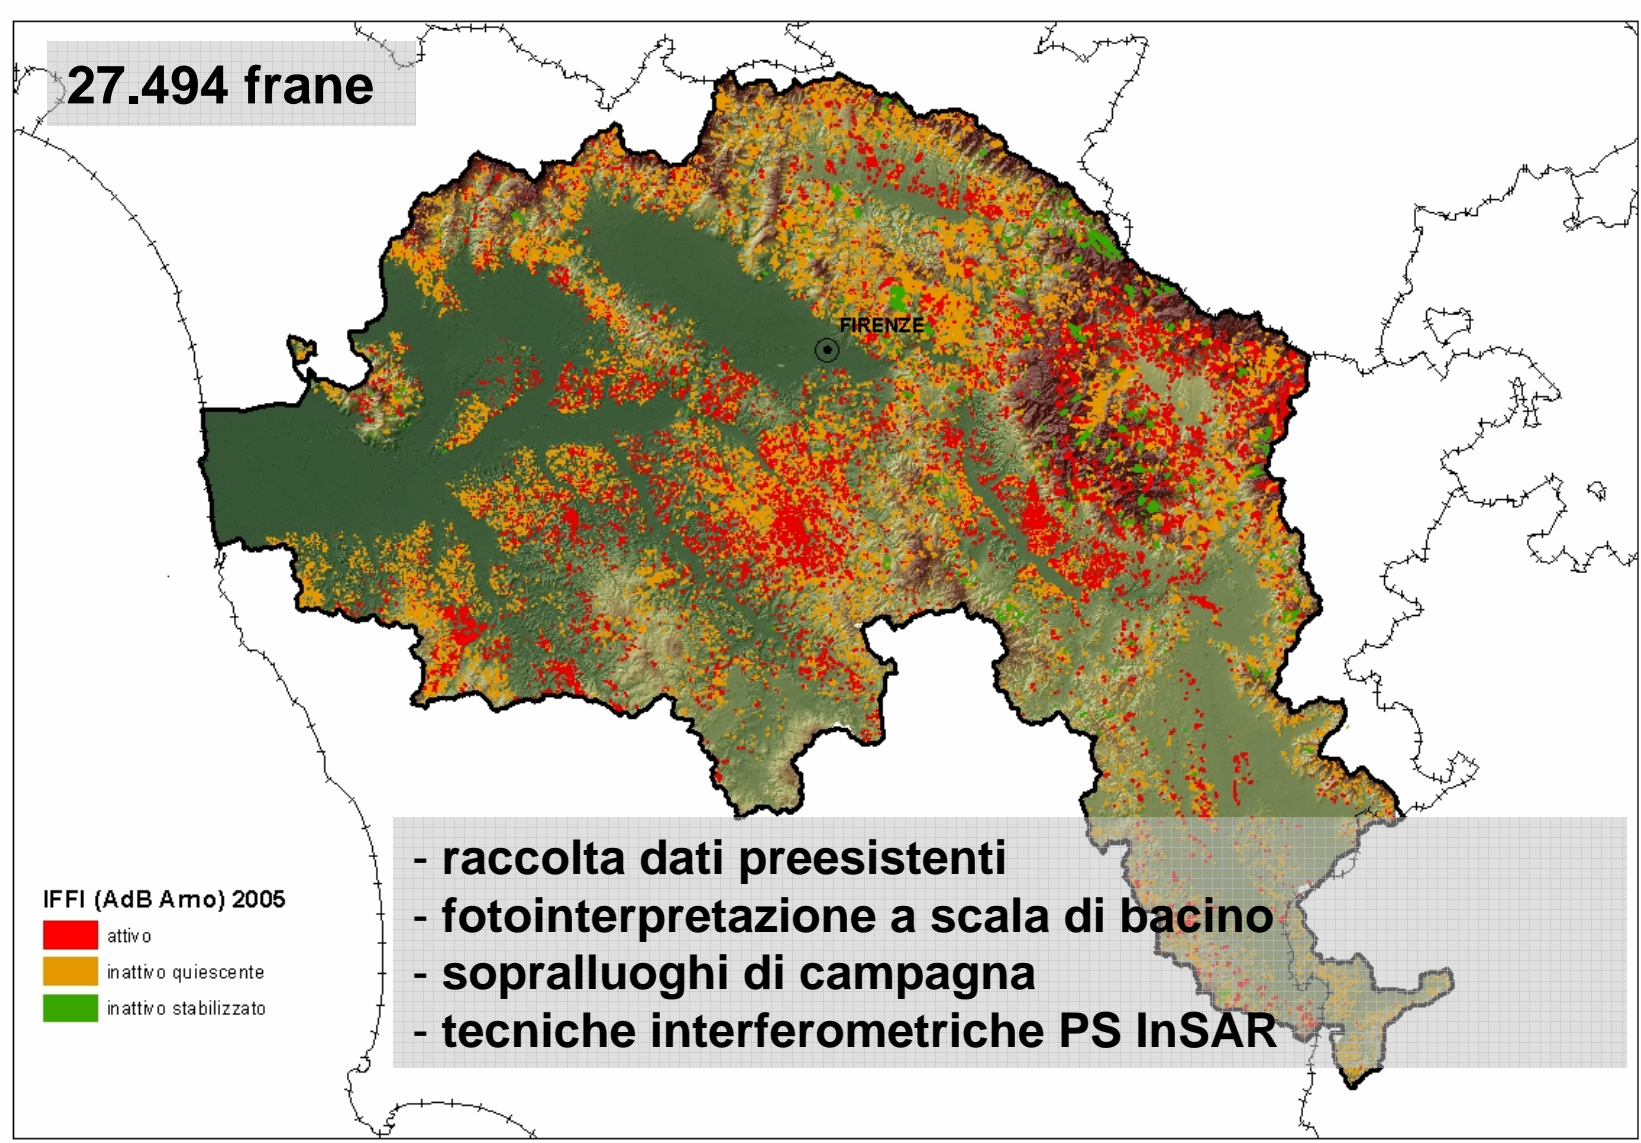 27.494 frane
FIRENZE
- raccolta dati preesistenti
- fotointerpretazione a scala di bacino
- sopralluoghi di campagna
- tecniche interferometriche PS InSAR
IFFI (AdB Arno) 2005
attivo
inattivo quiescente
inattivo stabilizzato